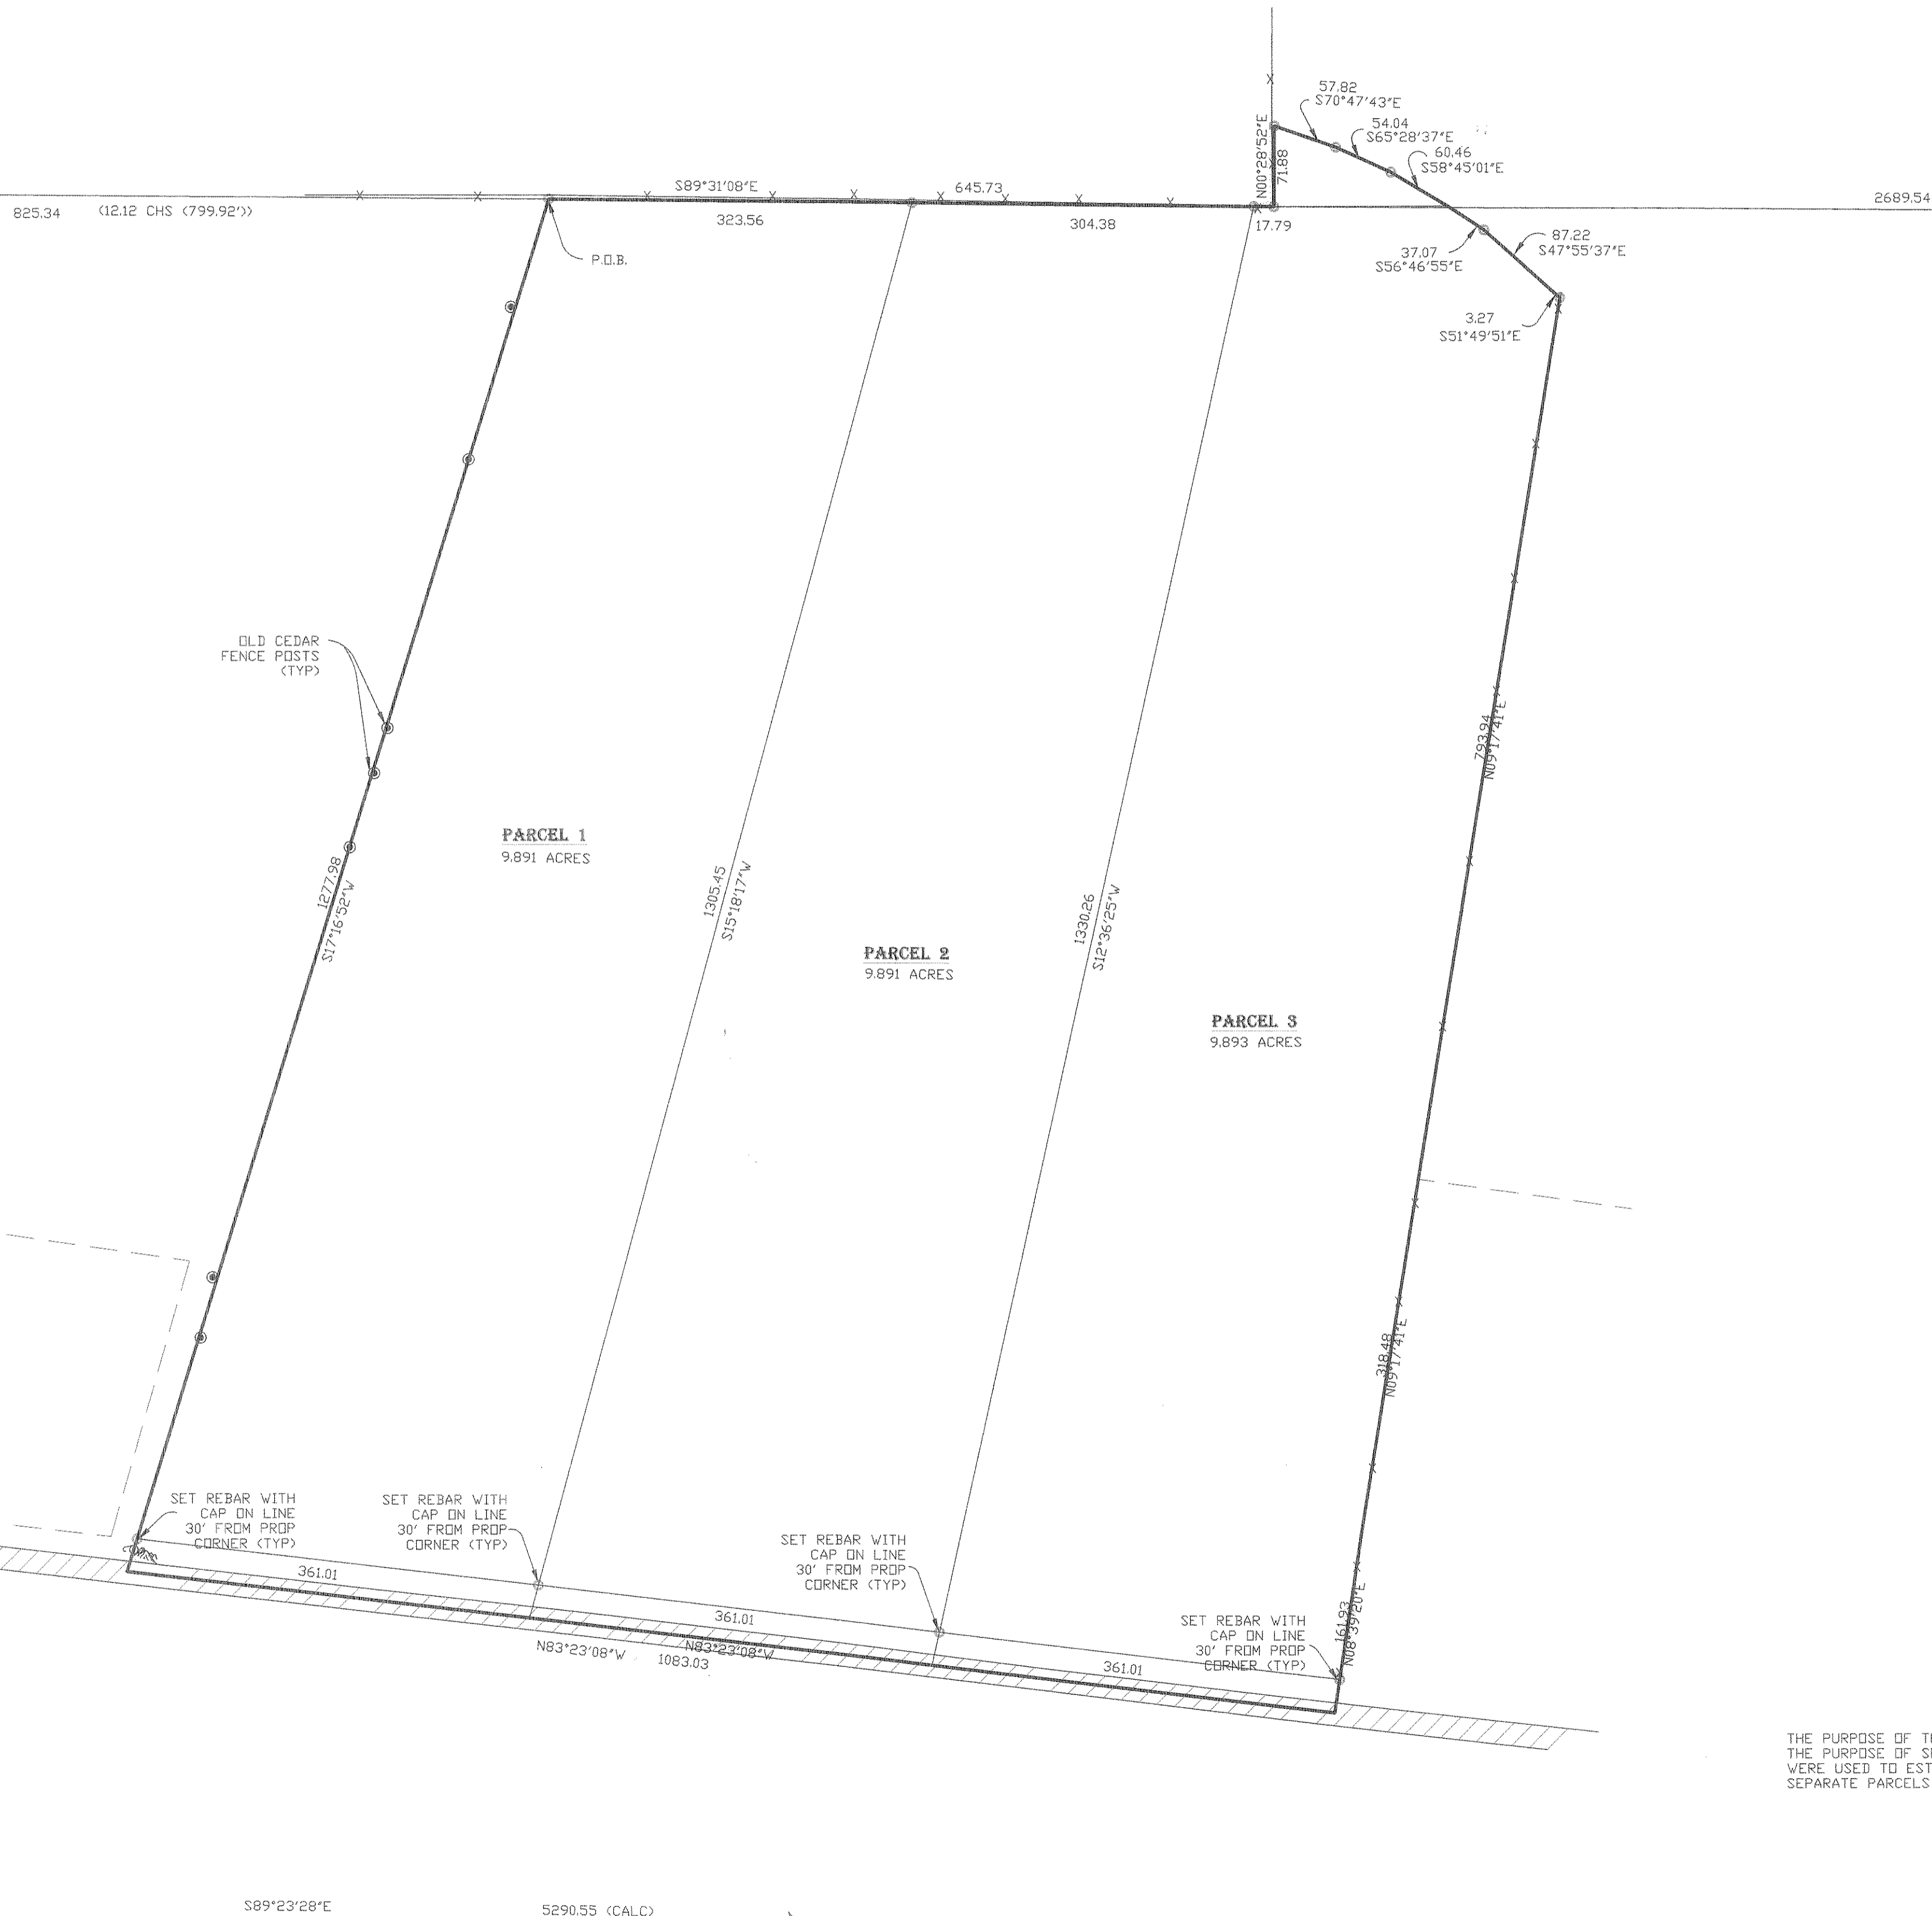 57.82
S70°47'43"E
54.04
S65°28'37"E
60.46
S58°45'01"E
N00°28'52"E
71.88
S89°31'08"E
645.73
2689.54
825.34 (12.12 CHS (799.92'))
323.56
304.38
17.79
87.22
S47°55'37"E
37.07
S56°46'55"E
P.O.B.
3.27
S51°49'51"E
OLD CEDAR
FENCE POSTS
(TYP)
793.94
N09°17'41"E
PARCEL 1
9.891 ACRES
1277.98
S17°16'52"W
1305.45
S15°18'17"W
1330.26
S12°36'25"W
PARCEL 2
9.891 ACRES
PARCEL 3
9.893 ACRES
318.48
N09°17'41"E
SET REBAR WITH
CAP ON LINE
30' FROM PROP
CORNER (TYP)
SET REBAR WITH
CAP ON LINE
30' FROM PROP
CORNER (TYP)
SET REBAR WITH
CAP ON LINE
30' FROM PROP
CORNER (TYP)
SET REBAR WITH
CAP ON LINE
30' FROM PROP
CORNER (TYP)
161.93
N08°39'20"E
361.01
361.01
361.01
N83°23'08"W
N83°23'08"W
1083.03
THE PURPOSE OF
THE PURPOSE OF
WERE USED TO
SEPARATE PARCELS
S89°23'28"E
5290.55 (CALC)